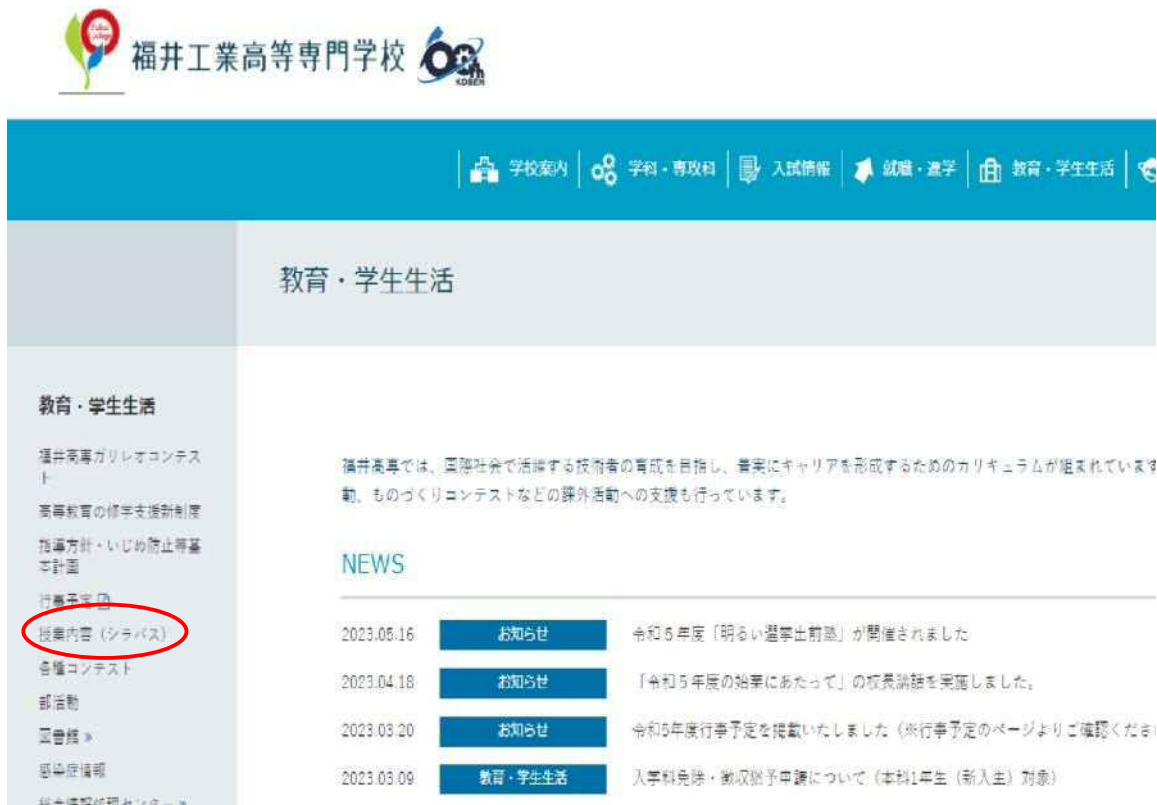 福井工業高等専門学校
KOSEN
学校案内
学科・専攻科
入試情報
就職・進学
教育・学生生活
教育・学生生活
教育・学生生活
福井高専ガリレオコンテス
ト
高等教育の修学支援新制度
指導方針・いじめ防止等基
本計画
行事予定
授業内容（シラバス）
各種コンテスト
部活動
図書館 »
感染症情報
総合情報処理センター »
福井高専では、国際社会で活躍する技術者の育成を目指し、着実にキャリアを形成するためのカリキュラムが組まれています
動、ものづくりコンテストなどの課外活動への支援も行っています。
NEWS
2023.05.16 お知らせ 令和５年度「明るい選挙出前塾」が開催されました
2023.04.18 お知らせ 「令和５年度の始業にあたって」の校長講話を実施しました。
2023.03.20 お知らせ 令和5年度行事予定を掲載いたしました（※行事予定のページよりご確認くださ
2023.03.09 教育・学生生活 入学料免除・徴収猶予申請について（本科1年生（新入生）対象）